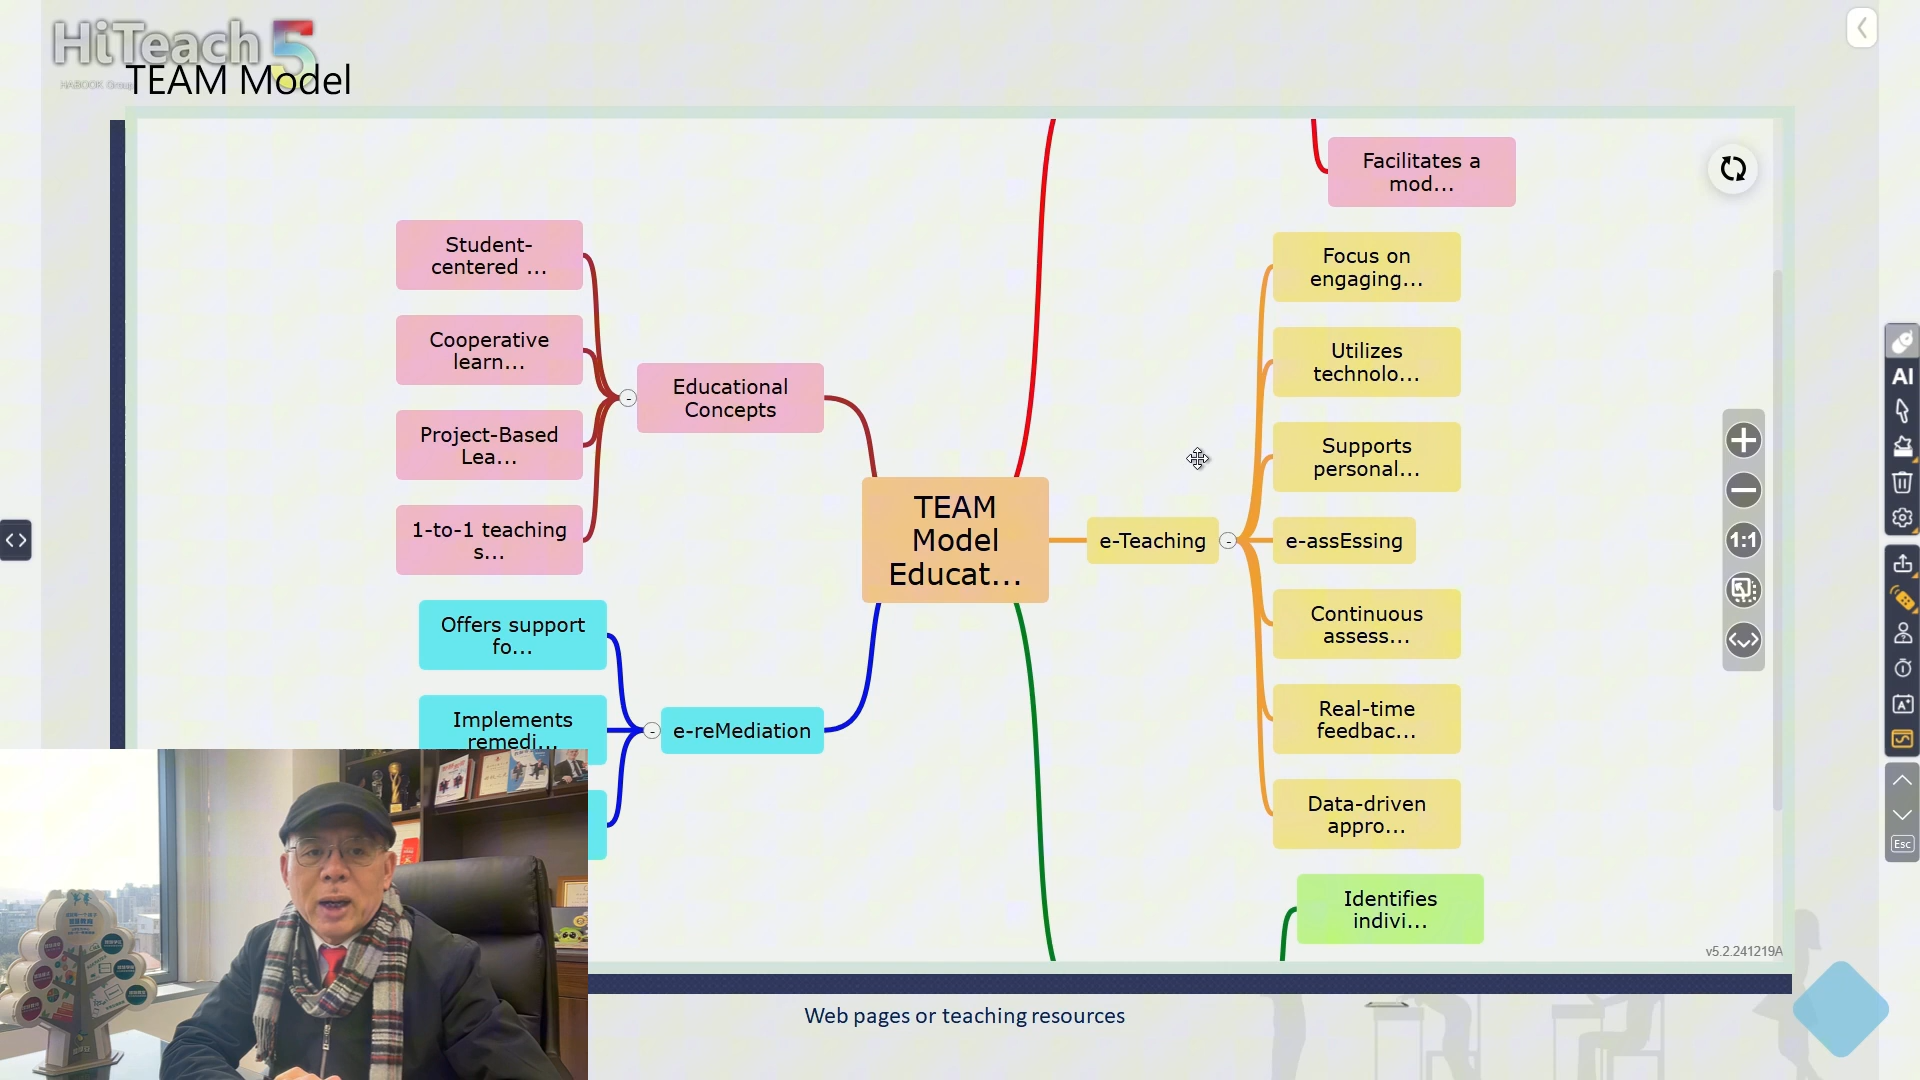 HiTeach 5
HABOOK Group
TEAM Model
Facilitates a
mod...
Student-
centered ...
Cooperative
learn...
Project-Based
Lea...
1-to-1 teaching
s...
Educational
Concepts
Offers support
fo...
Implements
remedi...
- e-reMediation
TEAM
Model
Educat...
e-Teaching
Focus on
engaging...
Utilizes
technolo...
Supports
personal...
e-assEssing
Continuous
assess...
Real-time
feedbac...
Data-driven
appro...
Identifies
indivi...
1:1
AI
Esc
v5.2.241219A
Web pages or teaching resources